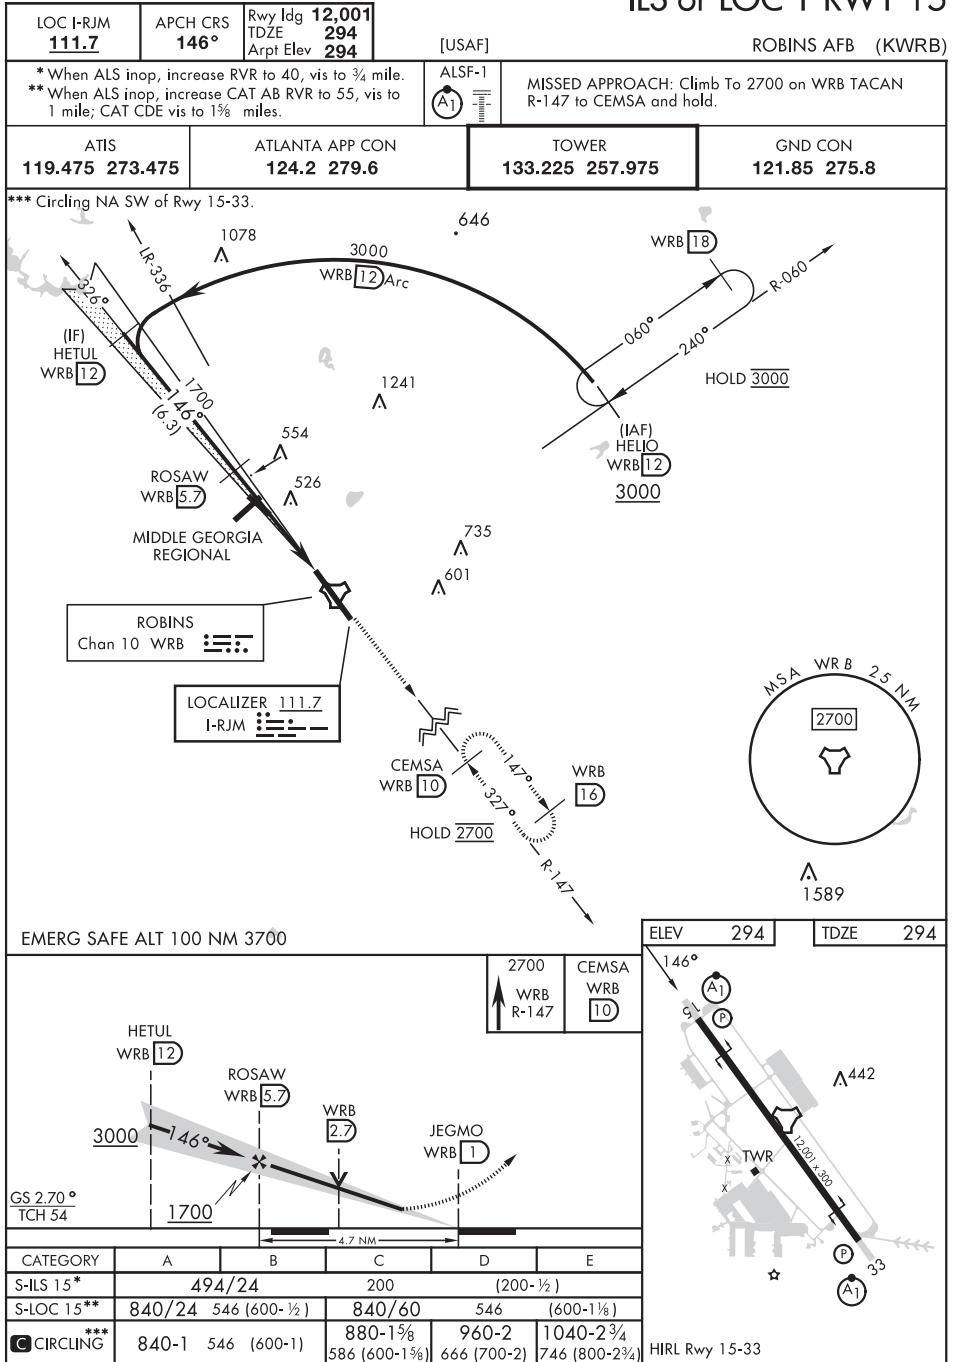 ILS or LOC Y RWY 15
LOC I-RJM
111.7
APCH CRS
146°
Rwy ldg 12,001
TDZE 294
Arpt Elev 294
[USAF]
ROBINS AFB (KWRB)
* When ALS inop, increase RVR to 40, vis to ¾ mile.
** When ALS inop, increase CAT AB RVR to 55, vis to
1 mile; CAT CDE vis to 1⅝ miles.
ALSF-1
A1
MISSED APPROACH: Climb To 2700 on WRB TACAN
R-147 to CEMSA and hold.
ATIS
119.475 273.475
ATLANTA APP CON
124.2 279.6
TOWER
133.225 257.975
GND CON
121.85 275.8
*** Circling NA SW of Rwy 15-33.
646
1078
LR-336
3000
WRB 12 Arc
WRB 18
R-060
060°
240°
HOLD 3000
326°
(IF)
HETUL
WRB 12
1700
146°
(6.3)
1241
(IAF)
HELIO
WRB 12
3000
554
ROSAW
WRB 5.7
526
MIDDLE GEORGIA
REGIONAL
735
601
ROBINS
Chan 10 WRB
LOCALIZER 111.7
I-RJM
CEMSA
WRB 10
147°
327°
WRB
16
HOLD 2700
R-147
MSA WRB 25 NM
2700
1589
EMERG SAFE ALT 100 NM 3700
ELEV 294
TDZE 294
2700
WRB
R-147
CEMSA
WRB
10
HETUL
WRB 12
ROSAW
WRB 5.7
WRB
2.7
JEGMO
WRB 1
3000
146°
1700
GS 2.70°
TCH 54
4.7 NM
146°
A1
15
P
442
TWR
12,001 x 300
X
X
P
33
A1
HIRL Rwy 15-33
CATEGORY A B C D E
S-ILS 15* 494/24 200 (200-½)
S-LOC 15** 840/24 546 (600-½) 840/60 546 (600-1⅛)
C CIRCLING*** 840-1 546 (600-1) 880-1⅝ 960-2 1040-2¾
586 (600-1⅝) 666 (700-2) 746 (800-2¾)